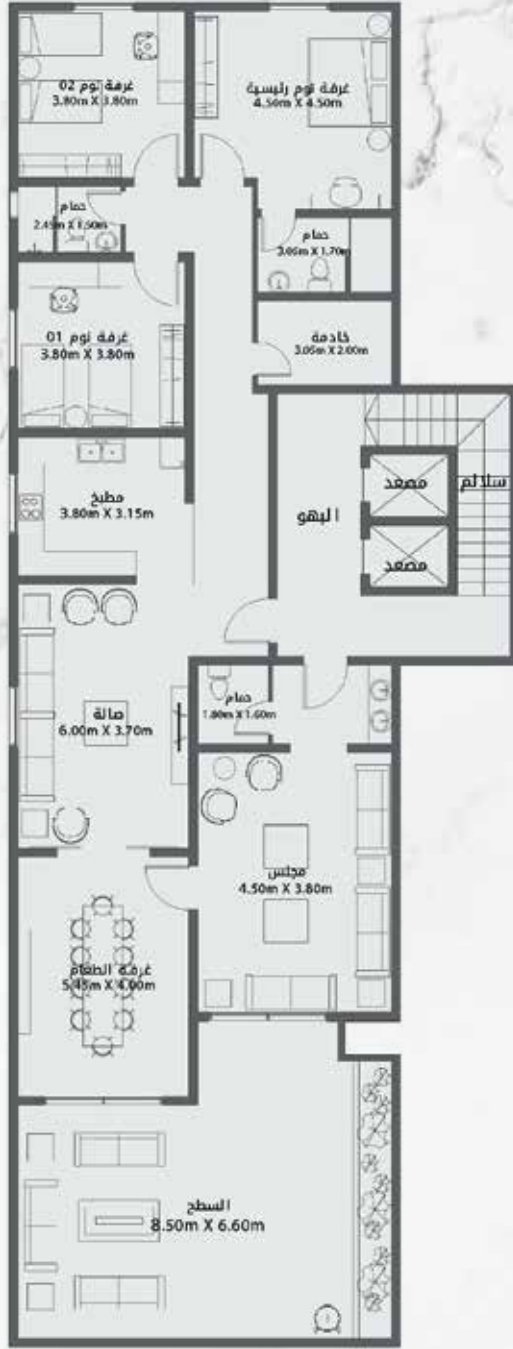 غرفة نوم 02
3.80m X 3.80m
غرفة نوم رئيسية
4.50m X 4.50m
حمام
2.45m X 1.50m
حمام
3.05m X 1.70m
غرفة نوم 01
3.80m X 3.80m
خادمة
3.05m X 2.00m
مطبخ
3.80m X 3.15m
البهو
مصعد
مصعد
سلالم
صالة
6.00m X 3.70m
حمام
1.80m X 1.60m
مجلس
4.50m X 3.80m
غرفة الطعام
5.45m X 4.00m
السطح
8.50m X 6.60m